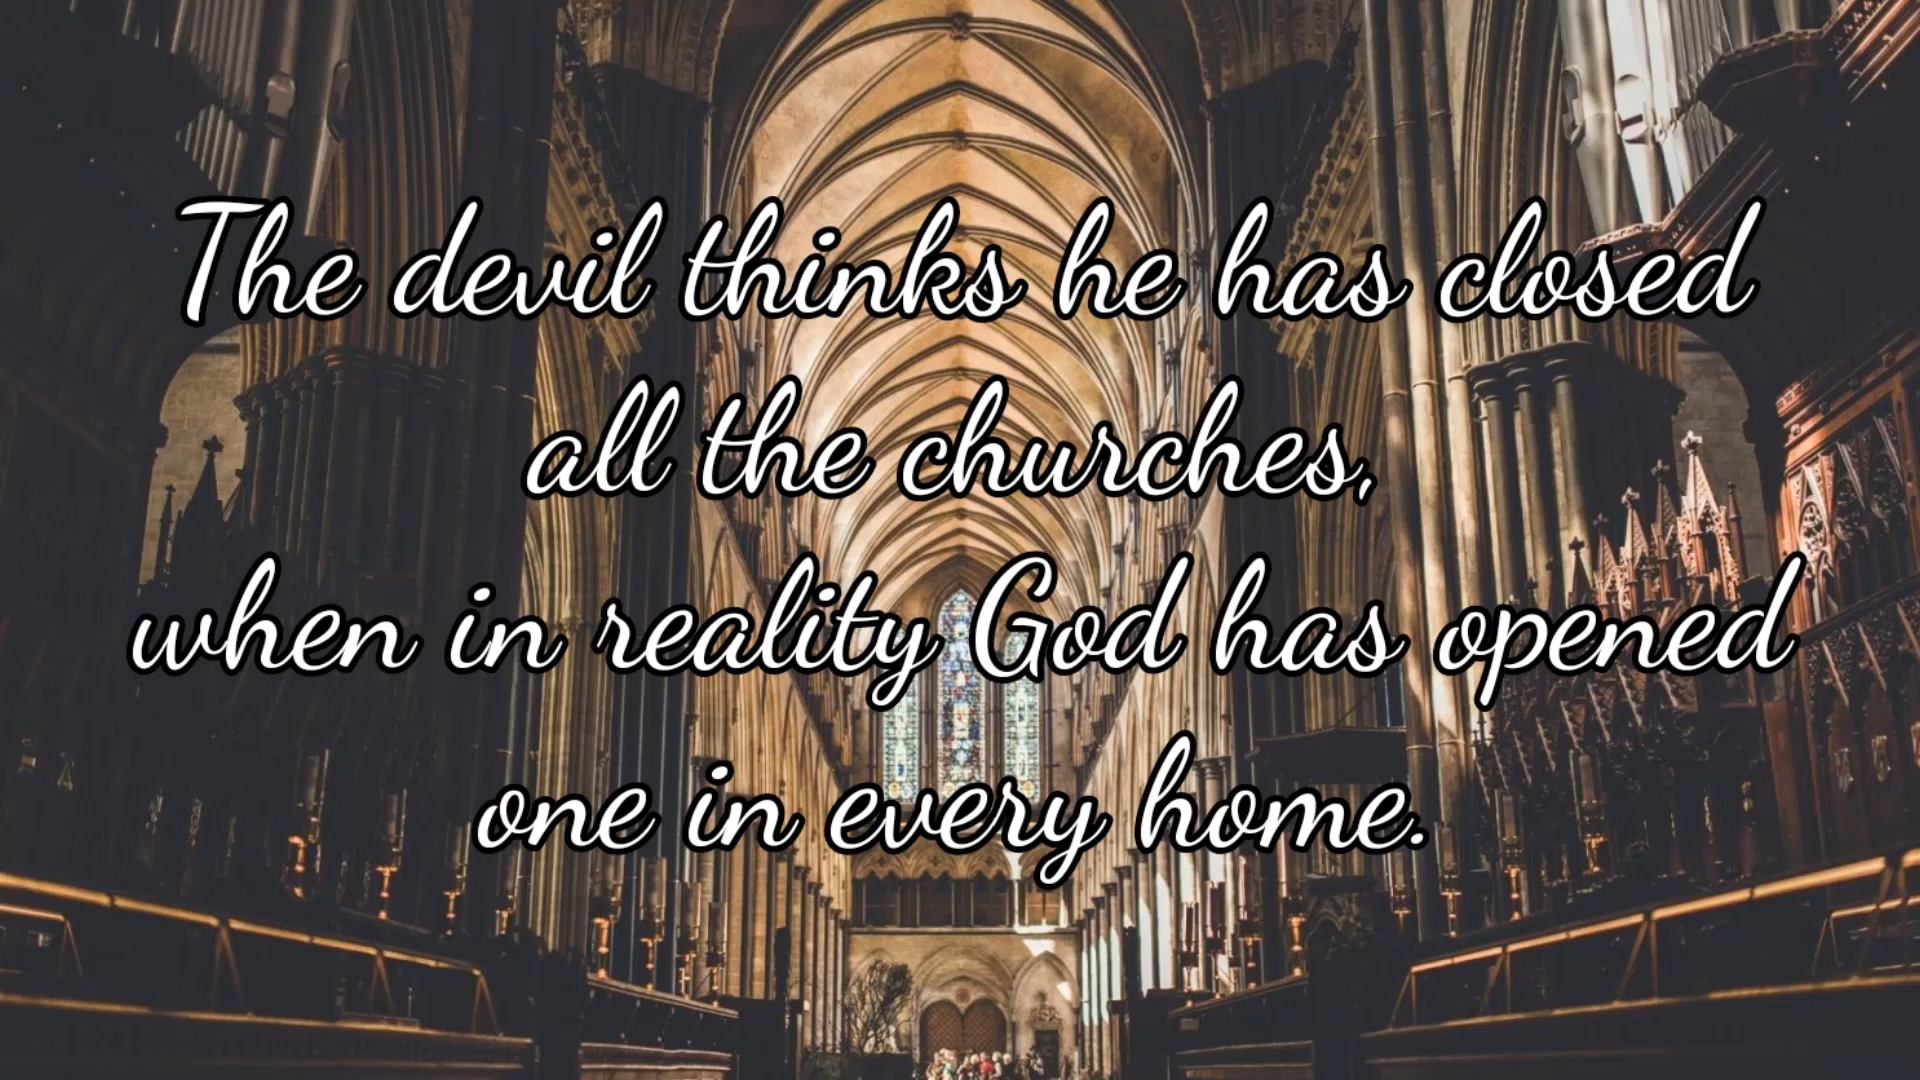 The devil thinks he has closed
all the churches,
when in reality God has opened
one in every home.